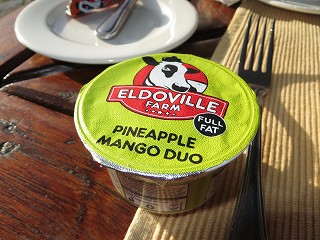 ELDOVILLE
FARM
FULL
FAT
PINEAPPLE
MANGO DUO